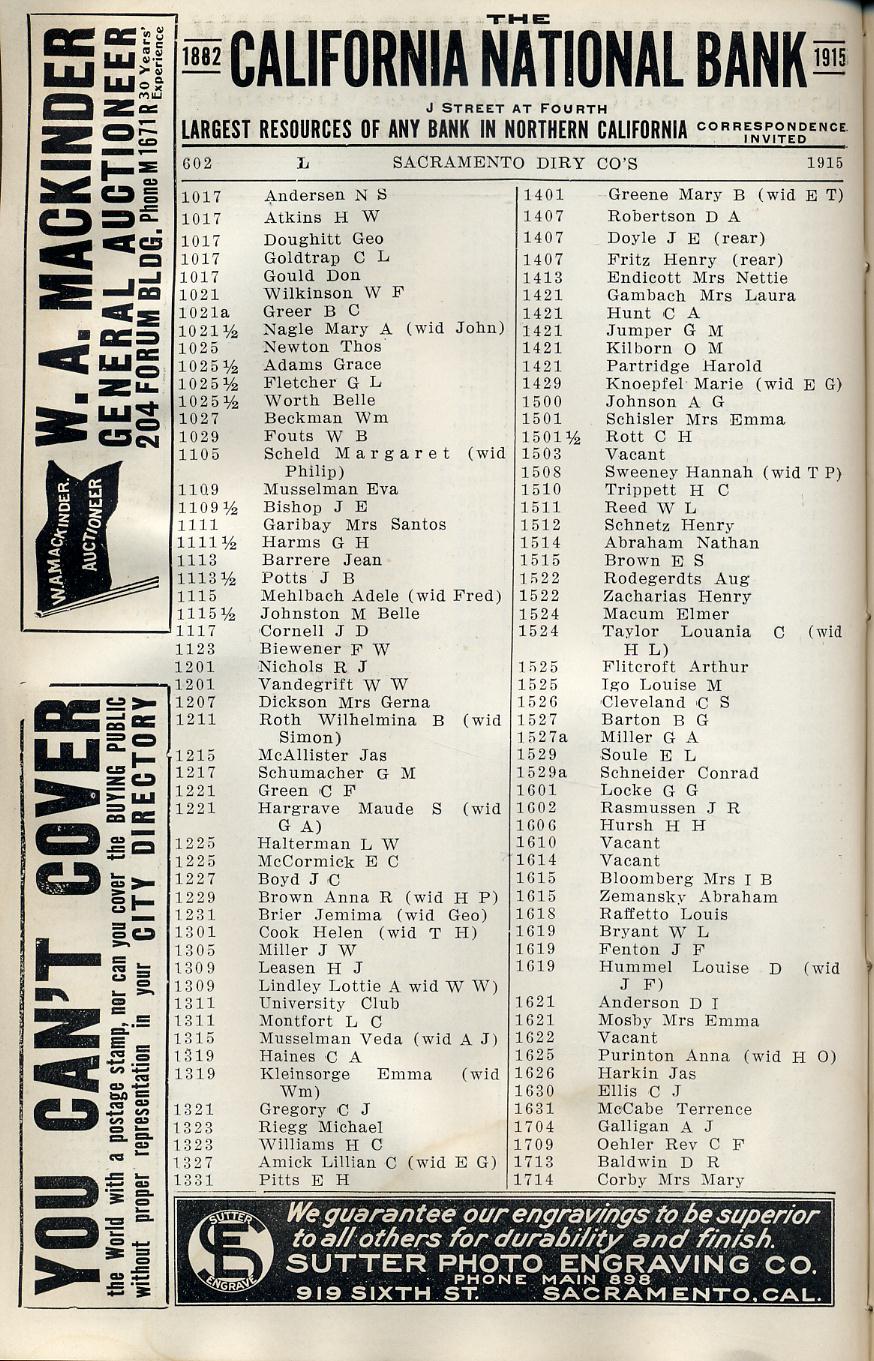 THE
1882 CALIFORNIA NATIONAL BANK 1915
J STREET AT FOURTH
LARGEST RESOURCES OF ANY BANK IN NORTHERN CALIFORNIA CORRESPONDENCE INVITED
W. A. MACKINDER
GENERAL AUCTIONEER
204 FORUM BLDG. Phone M 1671 R 30 Years' Experience
W.A.MACKINDER.
AUCTIONEER
YOU CAN'T COVER
the World with a postage stamp, nor can you cover the BUYING PUBLIC
without proper representation in your CITY DIRECTORY
602 L SACRAMENTO DIRY CO'S 1915
1017 Andersen N S
1017 Atkins H W
1017 Doughitt Geo
1017 Goldtrap C L
1017 Gould Don
1021 Wilkinson W F
1021a Greer B C
1021½ Nagle Mary A (wid John)
1025 Newton Thos
1025½ Adams Grace
1025½ Fletcher G L
1025½ Worth Belle
1027 Beckman Wm
1029 Fouts W B
1105 Scheld Margaret (wid
Philip)
1109 Musselman Eva
1109½ Bishop J E
1111 Garibay Mrs Santos
1111½ Harms G H
1113 Barrere Jean
1113½ Potts J B
1115 Mehlbach Adele (wid Fred)
1115½ Johnston M Belle
1117 Cornell J D
1123 Biewener F W
1201 Nichols R J
1201 Vandegrift W W
1207 Dickson Mrs Gerna
1211 Roth Wilhelmina B (wid
Simon)
1215 McAllister Jas
1217 Schumacher G M
1221 Green C F
1221 Hargrave Maude S (wid
G A)
1225 Halterman L W
1225 McCormick E C
1227 Boyd J C
1229 Brown Anna R (wid H P)
1231 Brier Jemima (wid Geo)
1301 Cook Helen (wid T H)
1305 Miller J W
1309 Leasen H J
1309 Lindley Lottie A wid W W)
1311 University Club
1311 Montfort L C
1315 Musselman Veda (wid A J)
1319 Haines C A
1319 Kleinsorge Emma (wid
Wm)
1321 Gregory C J
1323 Riegg Michael
1323 Williams H C
1327 Amick Lillian C (wid E G)
1331 Pitts E H
1401 Greene Mary B (wid E T)
1407 Robertson D A
1407 Doyle J E (rear)
1407 Fritz Henry (rear)
1413 Endicott Mrs Nettie
1421 Gambach Mrs Laura
1421 Hunt C A
1421 Jumper G M
1421 Kilborn O M
1421 Partridge Harold
1429 Knoepfel Marie (wid E G)
1500 Johnson A G
1501 Schisler Mrs Emma
1501½ Rott C H
1503 Vacant
1508 Sweeney Hannah (wid T P)
1510 Trippett H C
1511 Reed W L
1512 Schnetz Henry
1514 Abraham Nathan
1515 Brown E S
1522 Rodegerdts Aug
1522 Zacharias Henry
1524 Macum Elmer
1524 Taylor Louania C (wid
H L)
1525 Flitcroft Arthur
1525 Igo Louise M
1526 Cleveland C S
1527 Barton B G
1527a Miller G A
1529 Soule E L
1529a Schneider Conrad
1601 Locke G G
1602 Rasmussen J R
1606 Hursh H H
1610 Vacant
1614 Vacant
1615 Bloomberg Mrs I B
1615 Zemansky Abraham
1618 Raffetto Louis
1619 Bryant W L
1619 Fenton J F
1619 Hummel Louise D (wid
J F)
1621 Anderson D I
1621 Mosby Mrs Emma
1622 Vacant
1625 Purinton Anna (wid H O)
1626 Harkin Jas
1630 Ellis C J
1631 McCabe Terrence
1704 Galligan A J
1709 Oehler Rev C F
1713 Baldwin D R
1714 Corby Mrs Mary
SUTTER
SE
ENGRAVE
We guarantee our engravings to be superior
to all others for durability and finish.
SUTTER PHOTO ENGRAVING CO.
PHONE MAIN 898
919 SIXTH ST. SACRAMENTO, CAL.